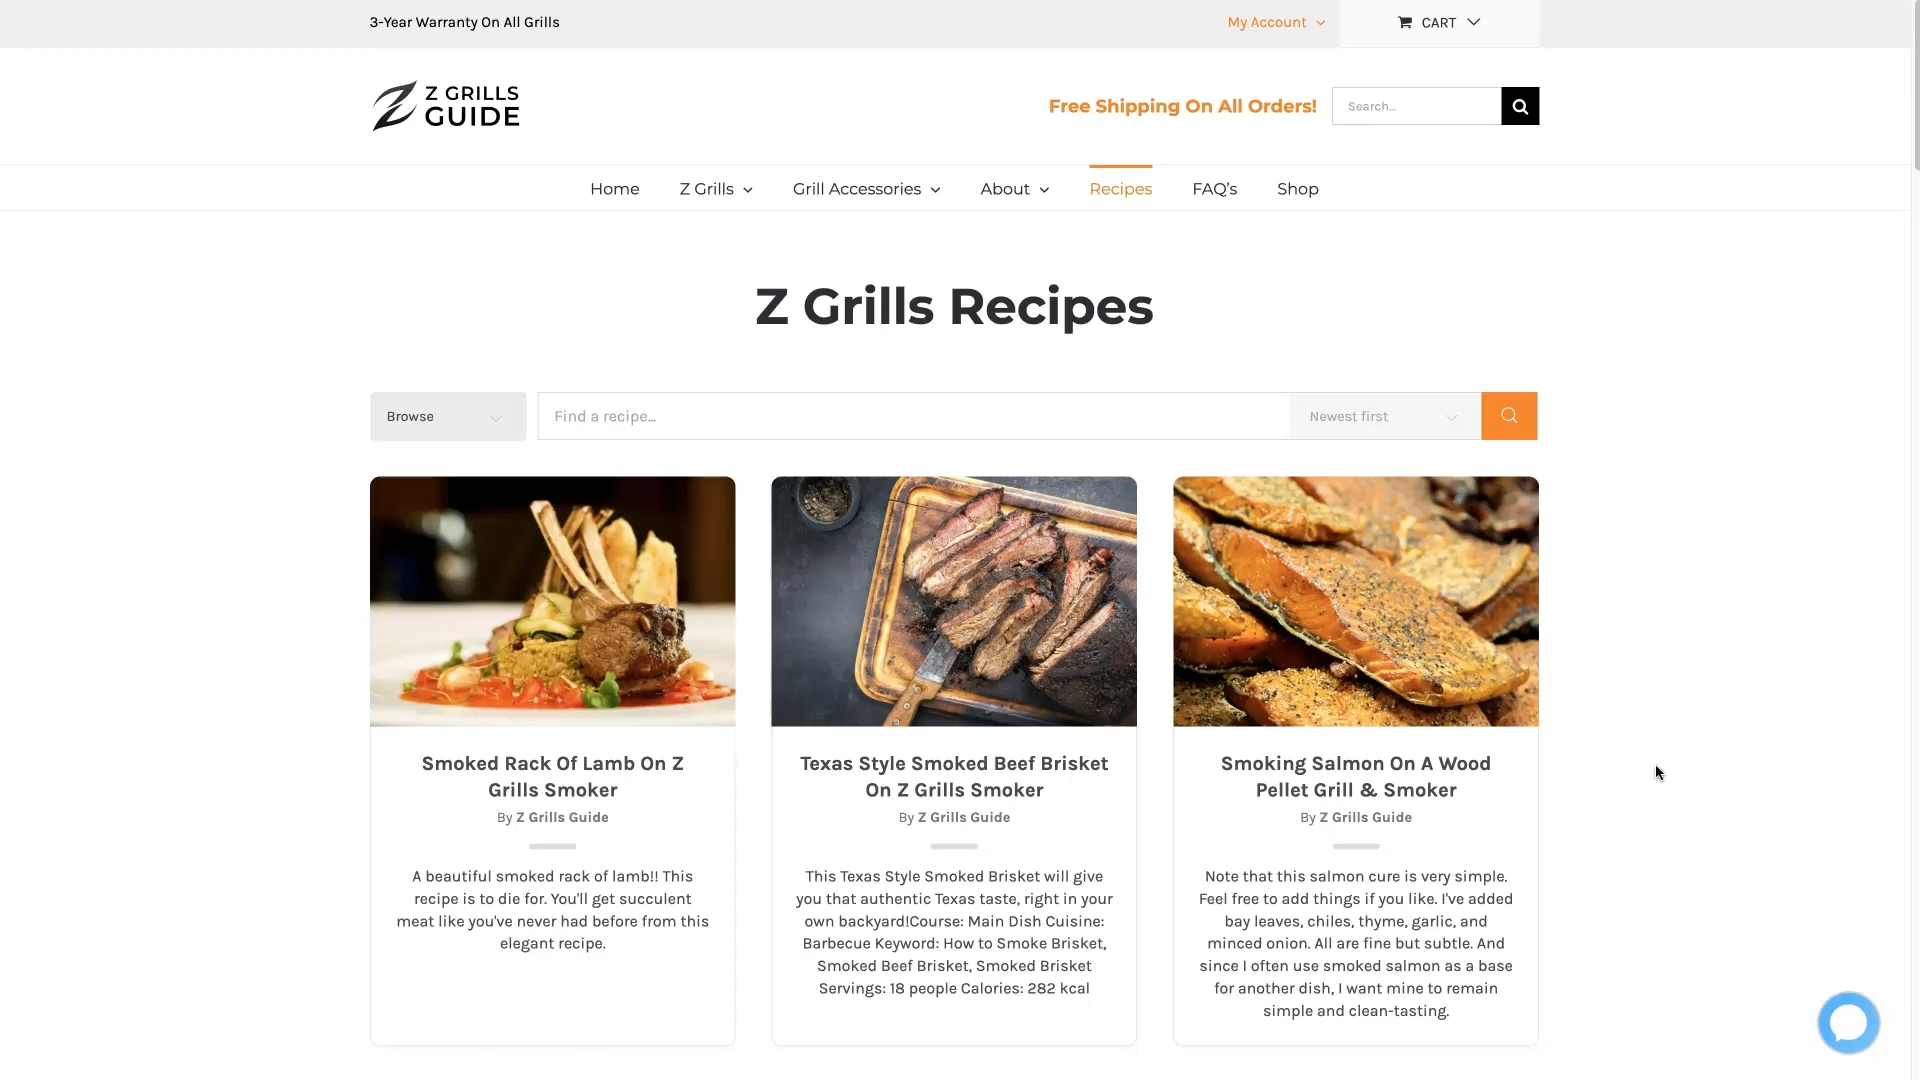 3-Year Warranty On All Grills
My Account
CART
Z GRILLS
GUIDE
Free Shipping On All Orders!
Search...
Home
Z Grills
Grill Accessories
About
Recipes
FAQ's
Shop
Z Grills Recipes
Browse
Find a recipe...
Newest first
Smoked Rack Of Lamb On Z
Grills Smoker
By Z Grills Guide
A beautiful smoked rack of lamb!! This
recipe is to die for. You'll get succulent
meat like you've never had before from this
elegant recipe.
Texas Style Smoked Beef Brisket
On Z Grills Smoker
By Z Grills Guide
This Texas Style Smoked Brisket will give
you that authentic Texas taste, right in your
own backyard!Course: Main Dish Cuisine:
Barbecue Keyword: How to Smoke Brisket,
Smoked Beef Brisket, Smoked Brisket
Servings: 18 people Calories: 282 kcal
Smoking Salmon On A Wood
Pellet Grill & Smoker
By Z Grills Guide
Note that this salmon cure is very simple.
Feel free to add things if you like. I've added
bay leaves, chiles, thyme, garlic, and
minced onion. All are fine but subtle. And
since I often use smoked salmon as a base
for another dish, I want mine to remain
simple and clean-tasting.